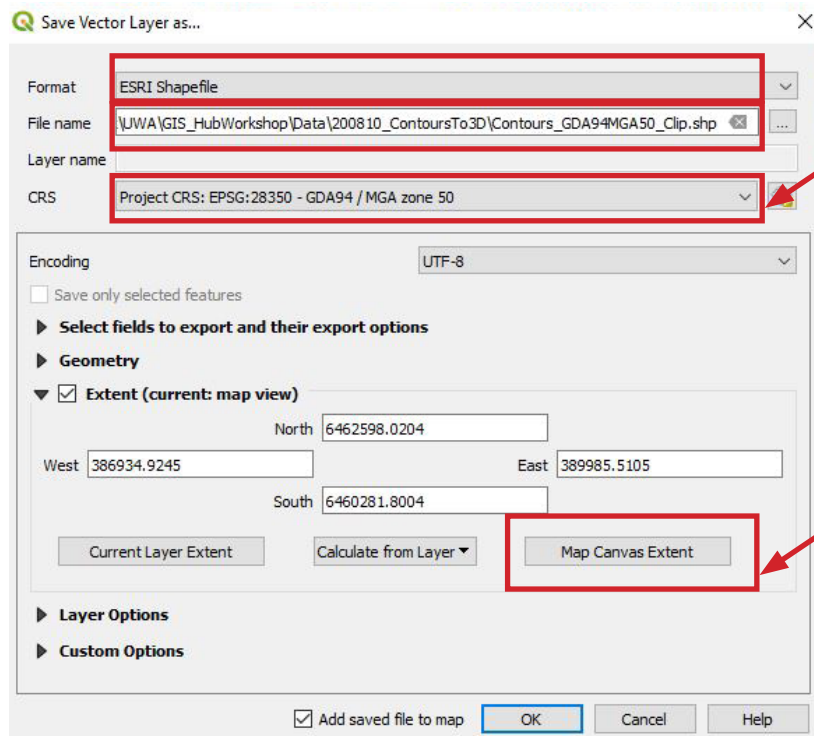 Save Vector Layer as...
Format ESRI Shapefile
File name :\UWA\GIS_HubWorkshop\Data\200810_ContoursTo3D\Contours_GDA94MGA50_Clip.shp ...
Layer name
CRS Project CRS: EPSG:28350 - GDA94 / MGA zone 50
Encoding UTF-8
Save only selected features
Select fields to export and their export options
Geometry
Extent (current: map view)
North 6462598.0204
West 386934.9245 East 389985.5105
South 6460281.8004
Current Layer Extent Calculate from Layer Map Canvas Extent
Layer Options
Custom Options
Add saved file to map OK Cancel Help